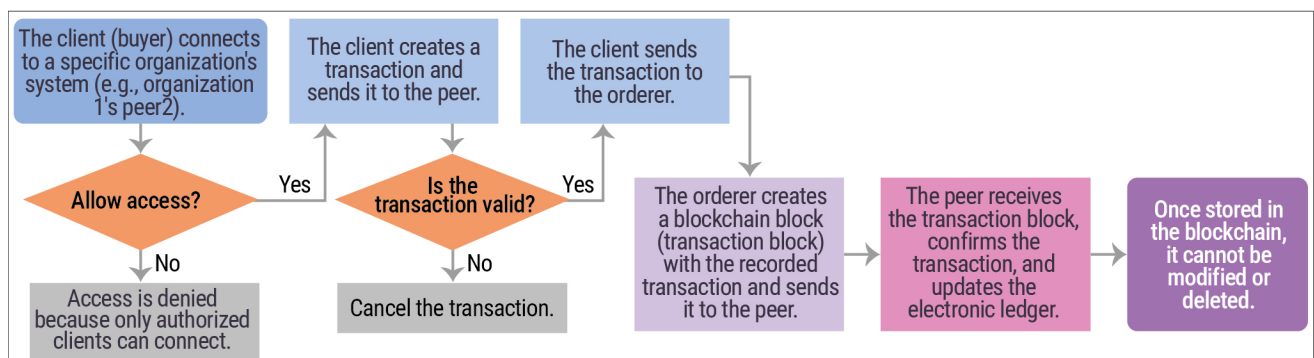 The client (buyer) connects
to a specific organization's
system (e.g., organization
1's peer2).
Allow access?
Yes
No
Access is denied
because only authorized
clients can connect.
The client creates a
transaction and
sends it to the peer.
Is the
transaction valid?
Yes
No
Cancel the transaction.
The client sends
the transaction to
the orderer.
The orderer creates
a blockchain block
(transaction block)
with the recorded
transaction and sends
it to the peer.
The peer receives
the transaction block,
confirms the
transaction, and
updates the
electronic ledger.
Once stored in
the blockchain,
it cannot be
modified or
deleted.